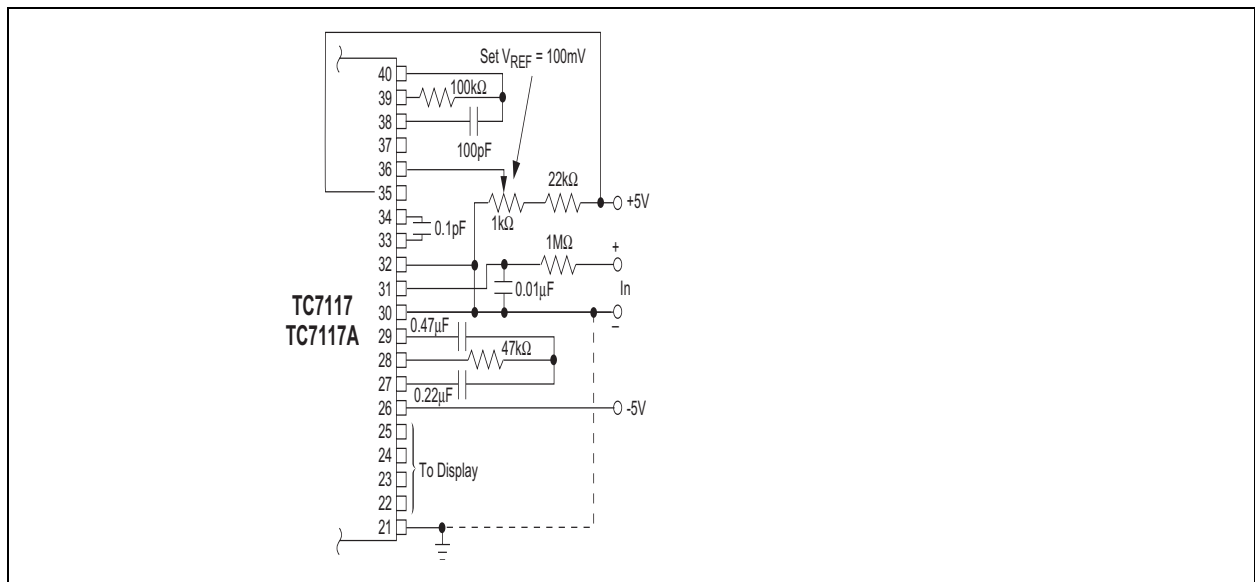 Set VREF = 100mV
40
39
100kΩ
38
100pF
37
36
22kΩ
35
+5V
1kΩ
34
0.1pF
33
1MΩ
+
32
31
0.01μF
In
TC7117
TC7117A
30
–
29
0.47μF
47kΩ
28
27
0.22μF
26
-5V
25
24
To Display
23
22
21